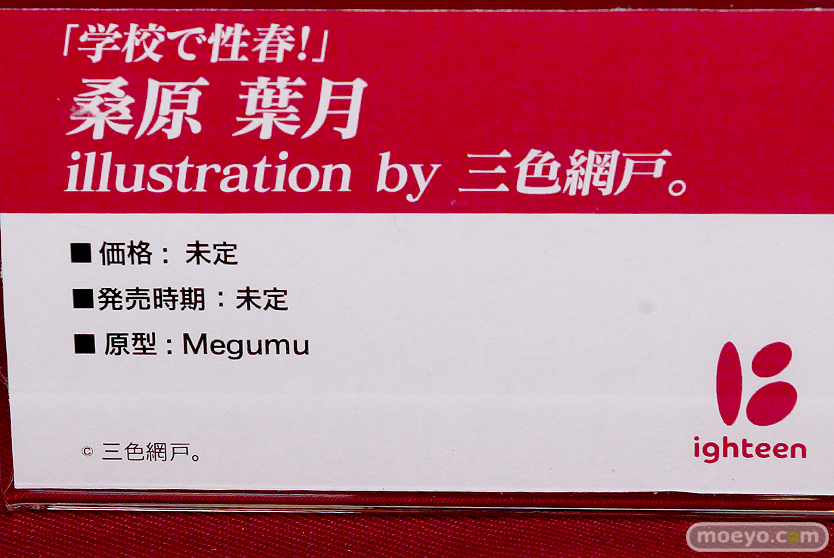 「学校で性春!」
桑原 葉月
illustration by 三色網戸。
■ 価格： 未定
■発売時期：未定
■ 原型：Megumu
© 三色網戸。
ighteen
moeyo.com